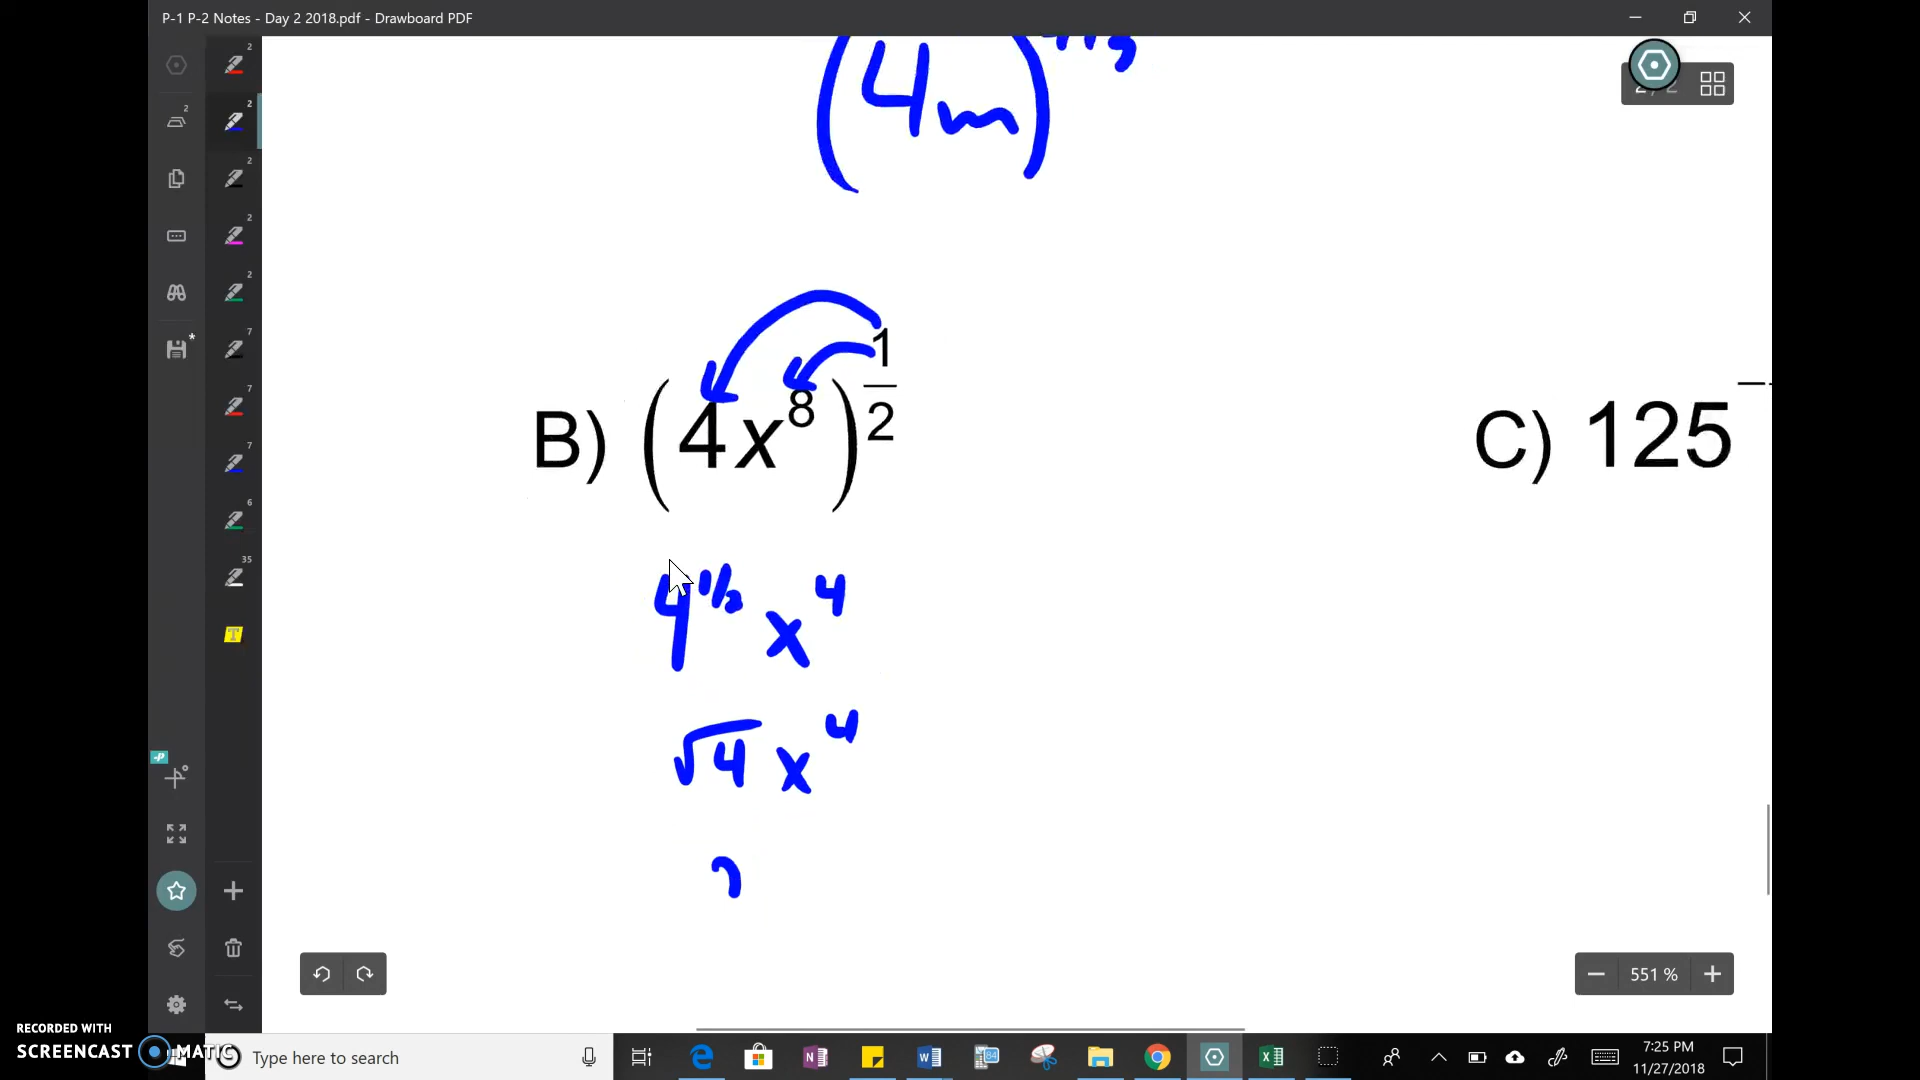 P-1 P-2 Notes - Day 2 2018.pdf - Drawboard PDF
(4m)
B) (4x⁸)^(1/2)
C) 125
4^(1/2) x⁴
√4 x⁴
551 %
RECORDED WITH
SCREENCAST MATIC
Type here to search
7:25 PM
11/27/2018